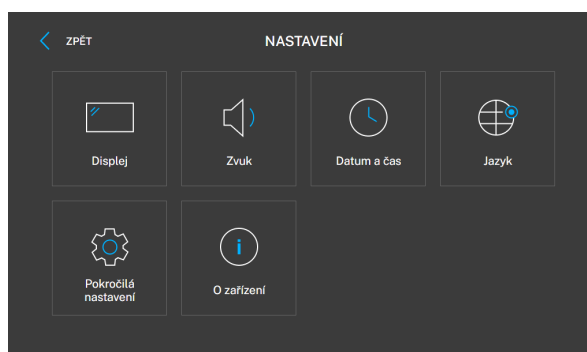 ZPĚT
NASTAVENÍ
Displej
Zvuk
Datum a čas
Jazyk
Pokročilá
nastavení
O zařízení